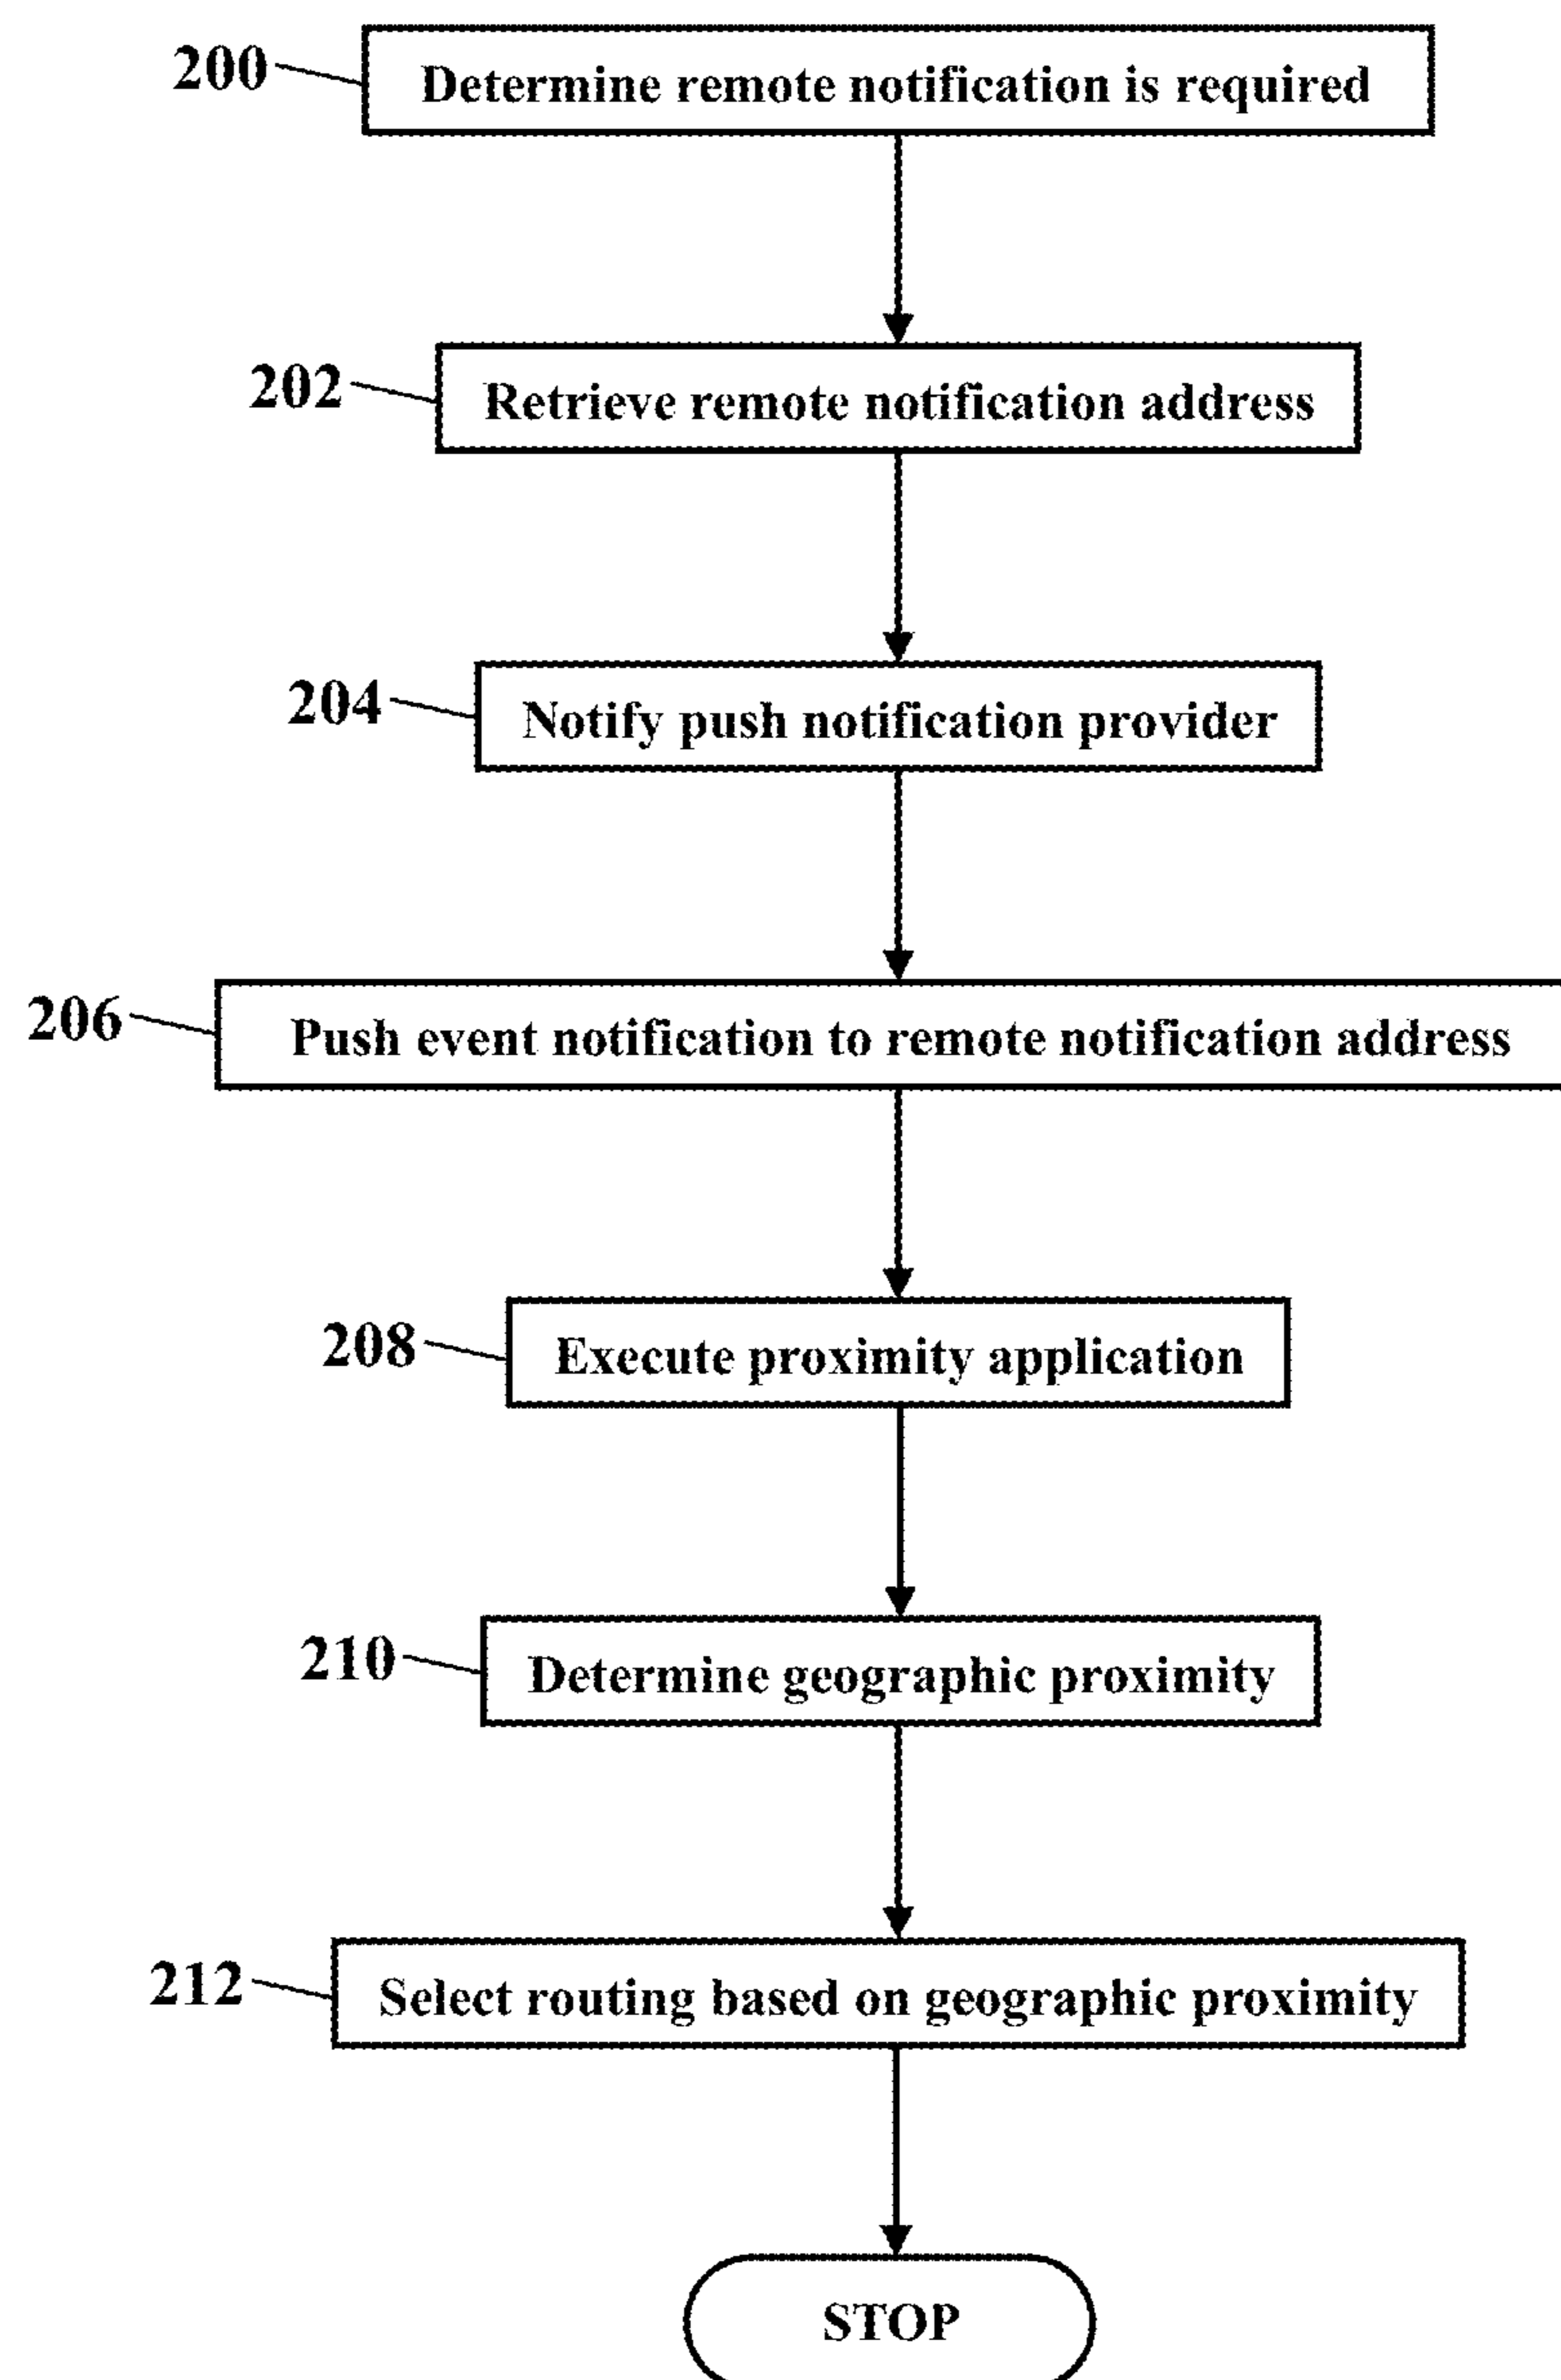 200 Determine remote notification is required
202 Retrieve remote notification address
204 Notify push notification provider
206 Push event notification to remote notification address
208 Execute proximity application
210 Determine geographic proximity
212 Select routing based on geographic proximity
STOP